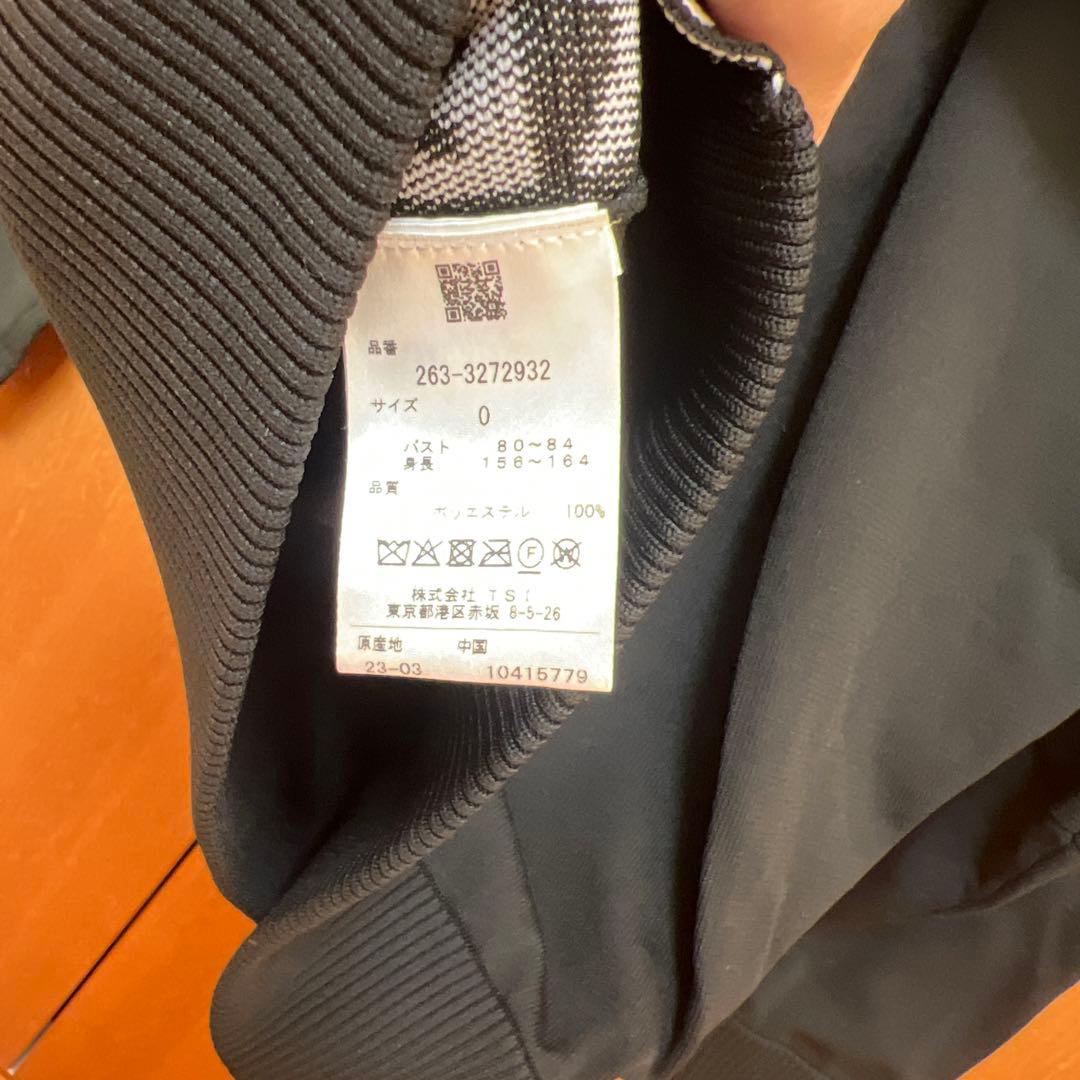 品番
263-3272932
サイズ 0
バスト 80~84
身長 156~164
品質
ポリエステル 100%
F W
株式会社 TSI
東京都港区赤坂 8-5-26
原産地 中国
23-03 10415779